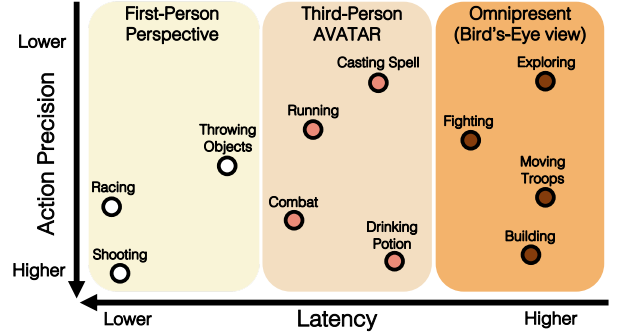 First-Person
Perspective
Third-Person
AVATAR
Omnipresent
(Bird's-Eye view)
Lower
Action Precision
Higher
Casting Spell
Exploring
Running
Fighting
Throwing
Objects
Moving
Troops
Racing
Combat
Drinking
Potion
Building
Shooting
Lower
Latency
Higher